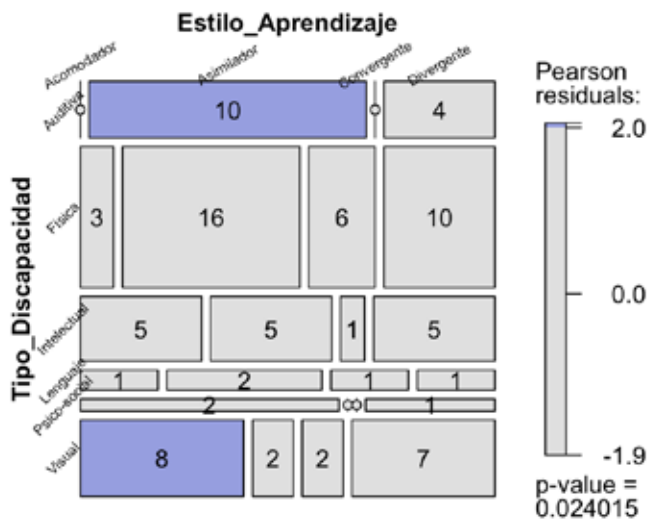 Estilo_Aprendizaje
Acomodador Asimilador Convergente Divergente
Tipo_Discapacidad
Auditiva 10 4
Física 3 16 6 10
Intelectual 5 5 1 5
Lenguaje 1 2 1 1
Psico-social 2 1
Visual 8 2 2 7
Pearson
residuals:
2.0
0.0
-1.9
p-value =
0.024015